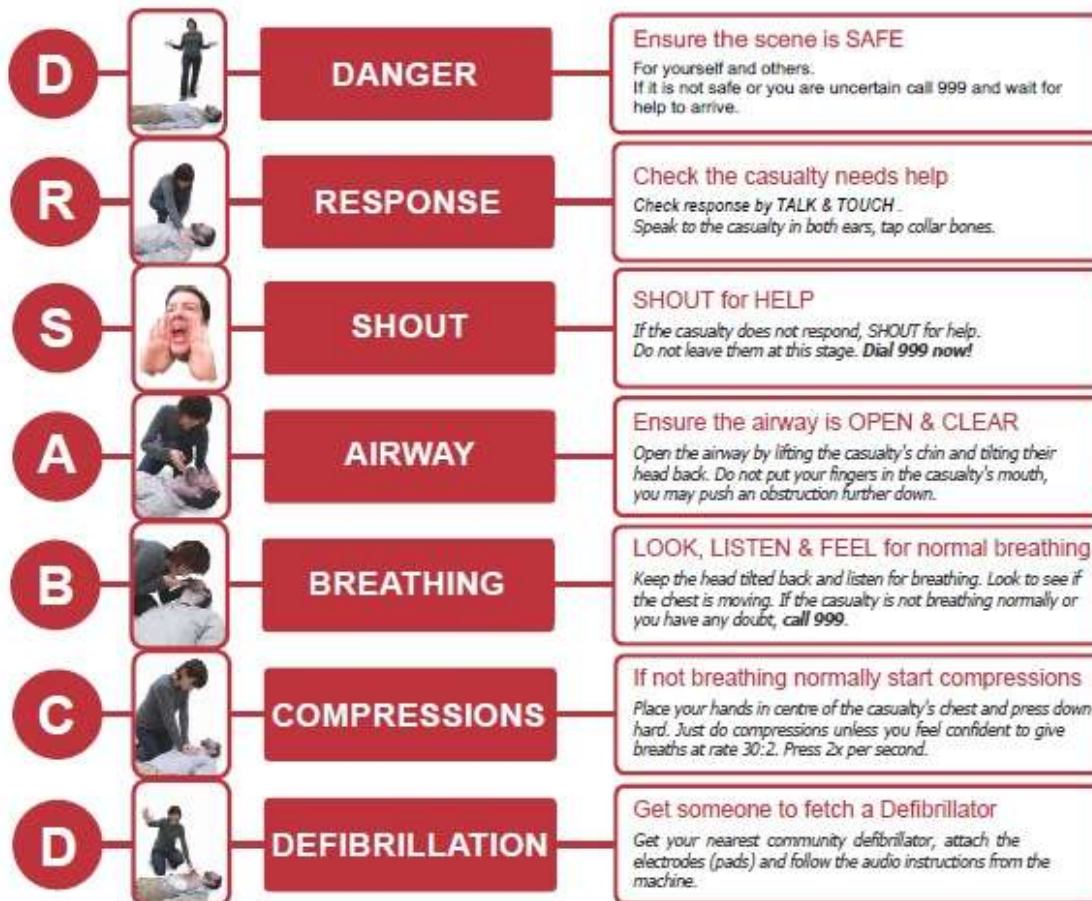 D
DANGER
Ensure the scene is SAFE
For yourself and others.
If it is not safe or you are uncertain call 999 and wait for
help to arrive.
R
RESPONSE
Check the casualty needs help
Check response by TALK & TOUCH .
Speak to the casualty in both ears, tap collar bones.
S
SHOUT
SHOUT for HELP
If the casualty does not respond, SHOUT for help.
Do not leave them at this stage. Dial 999 now!
A
AIRWAY
Ensure the airway is OPEN & CLEAR
Open the airway by lifting the casualty's chin and tilting their
head back. Do not put your fingers in the casualty's mouth,
you may push an obstruction further down.
B
BREATHING
LOOK, LISTEN & FEEL for normal breathing
Keep the head tilted back and listen for breathing. Look to see if
the chest is moving. If the casualty is not breathing normally or
you have any doubt, call 999.
C
COMPRESSIONS
If not breathing normally start compressions
Place your hands in centre of the casualty's chest and press down
hard. Just do compressions unless you feel confident to give
breaths at rate 30:2. Press 2x per second.
D
DEFIBRILLATION
Get someone to fetch a Defibrillator
Get your nearest community defibrillator, attach the
electrodes (pads) and follow the audio instructions from the
machine.